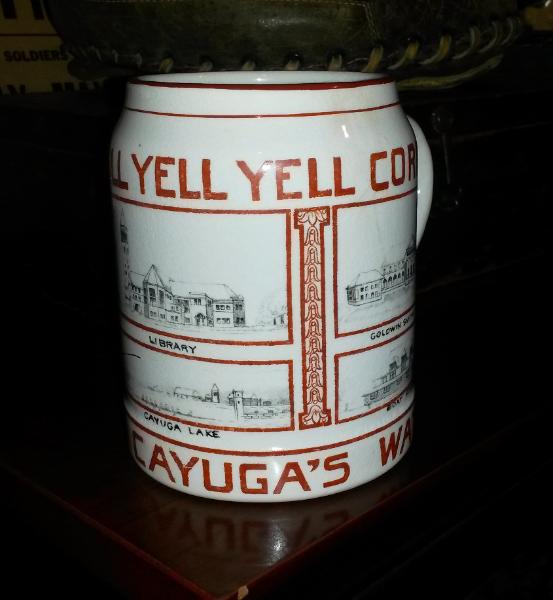 SOLDIERS
YELL YELL
LIBRARY
GOLDWIN
CAYUGA LAKE
CAYUGA'S